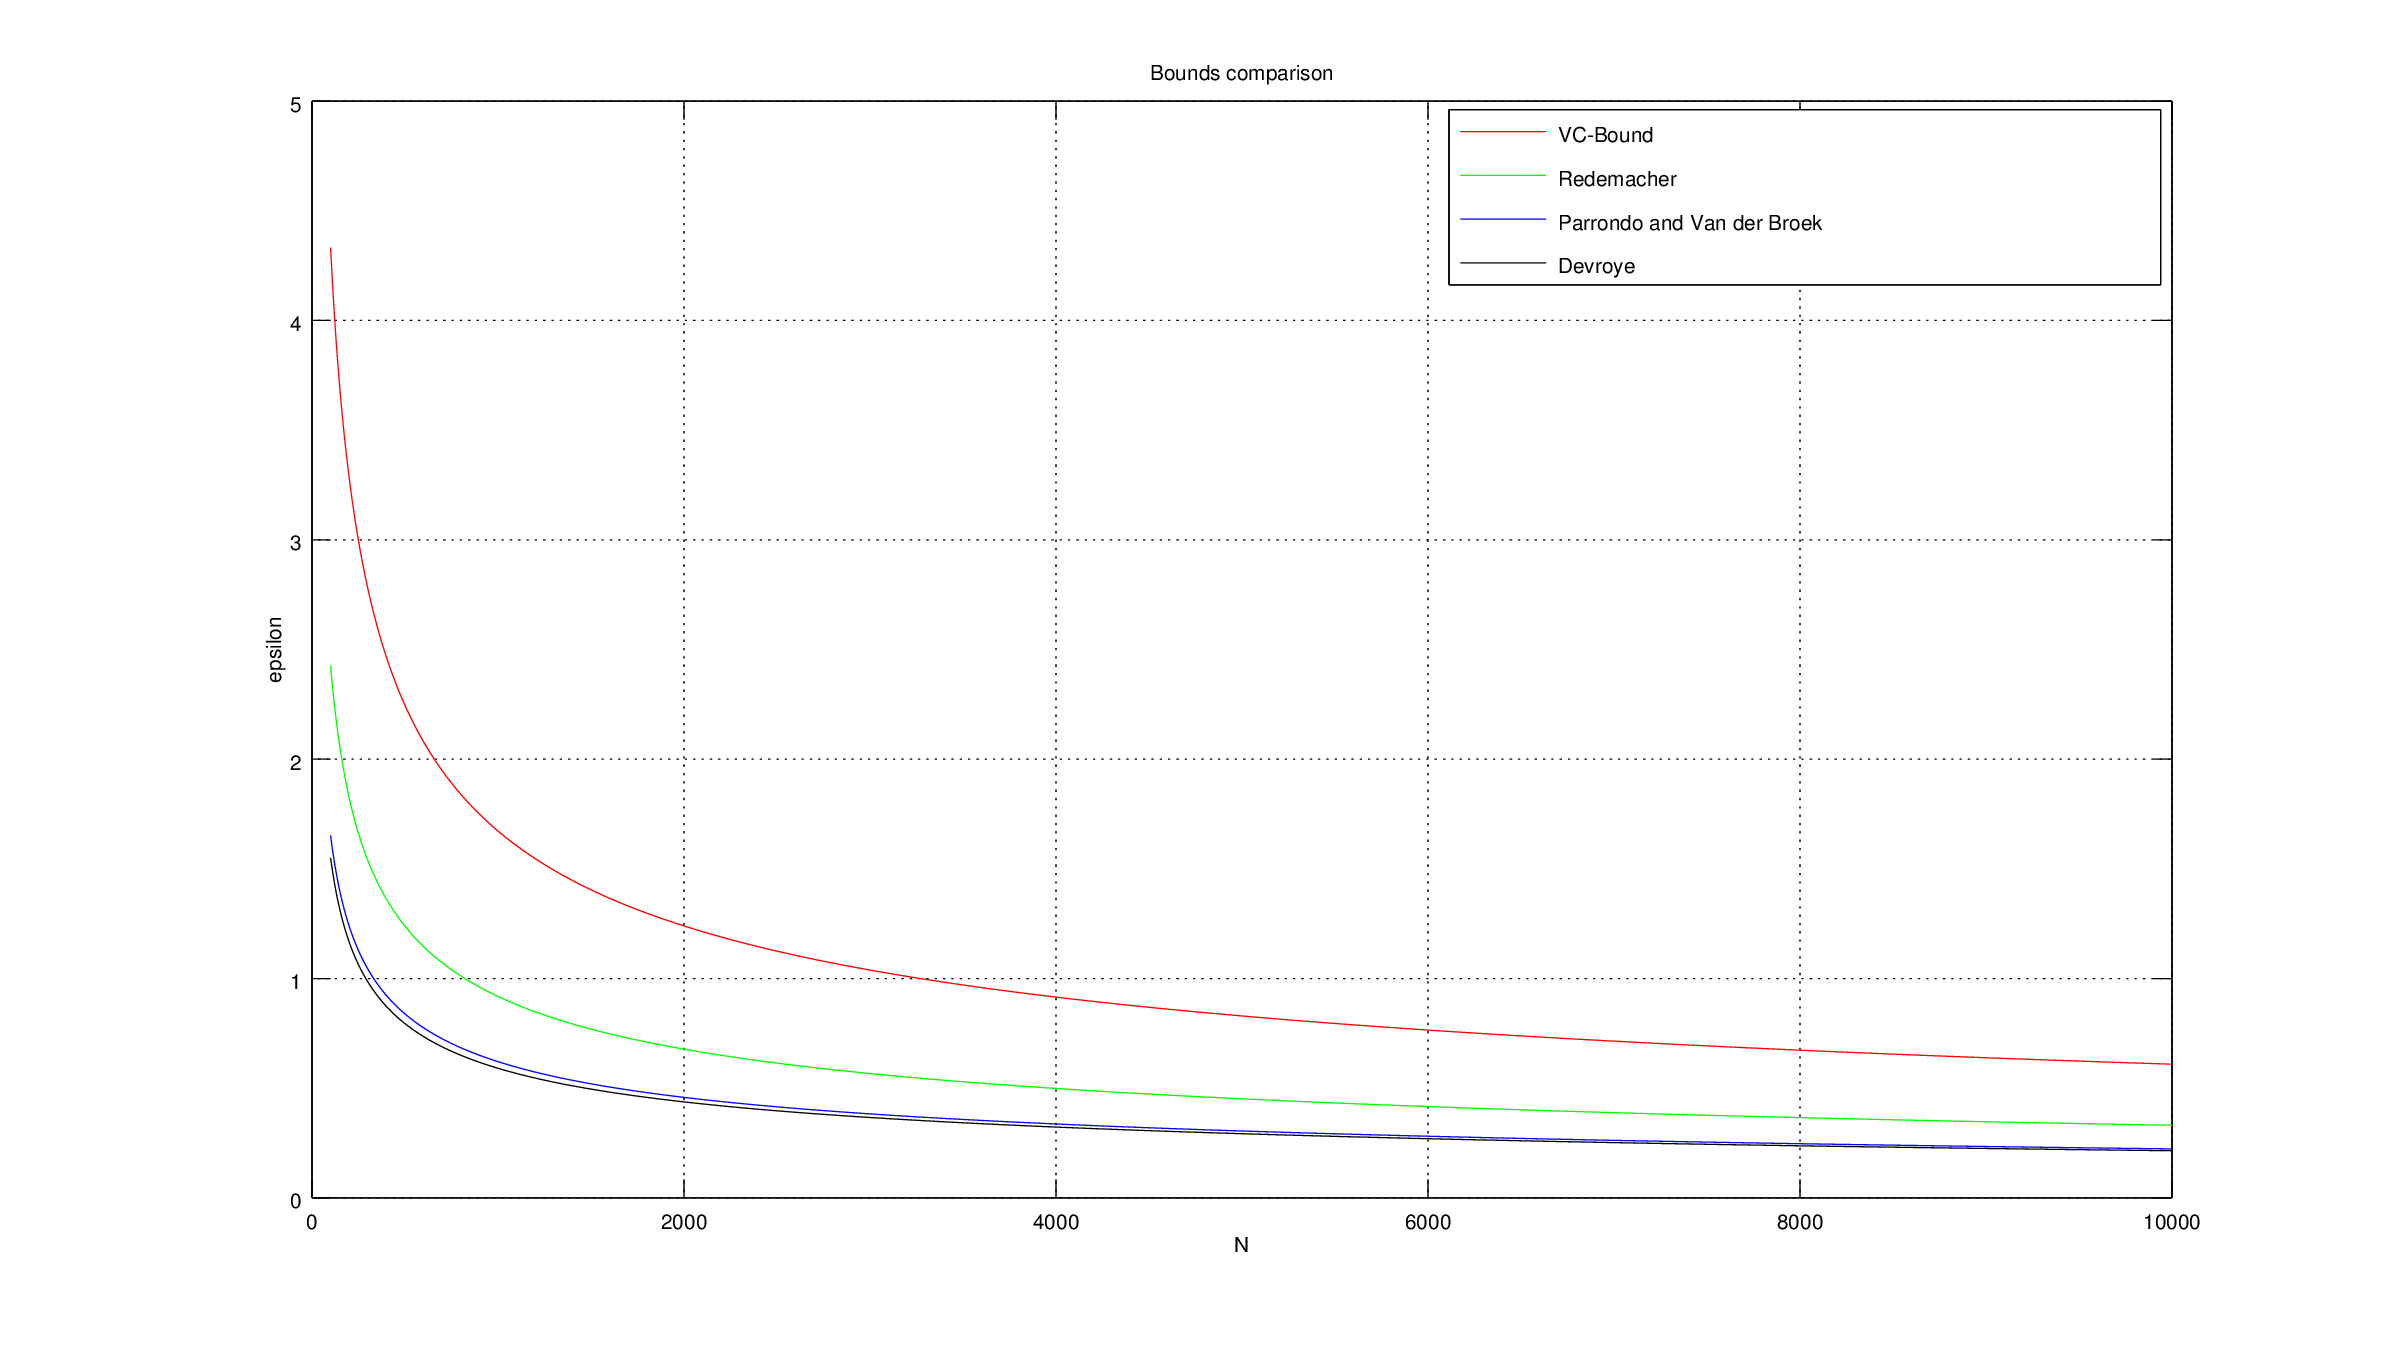 Bounds comparison
5
VC-Bound
Redemacher
Parrondo and Van der Broek
Devroye
4
3
epsilon
2
1
0
0 2000 4000 6000 8000 10000
N